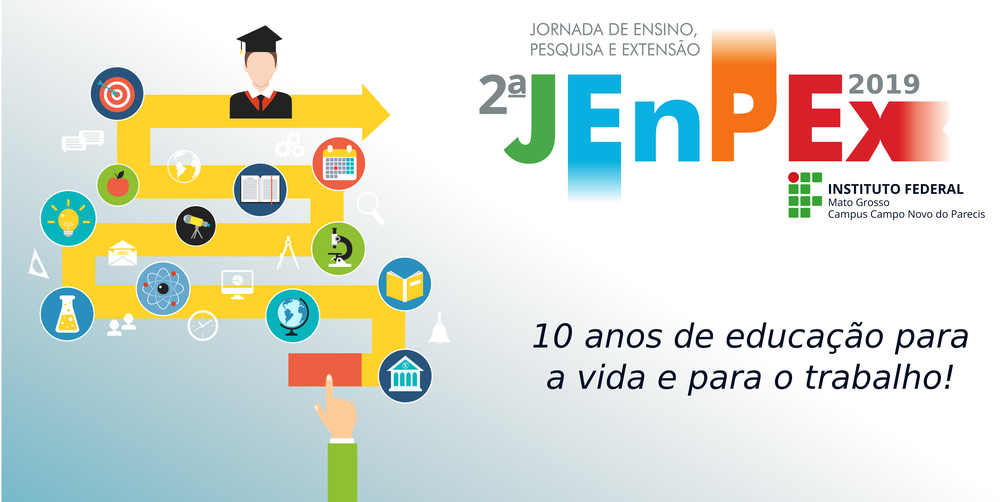 JORNADA DE ENSINO,
PESQUISA E EXTENSÃO
2ª JEnPEx 2019
INSTITUTO FEDERAL
Mato Grosso
Campus Campo Novo do Parecis
10 anos de educação para
a vida e para o trabalho!